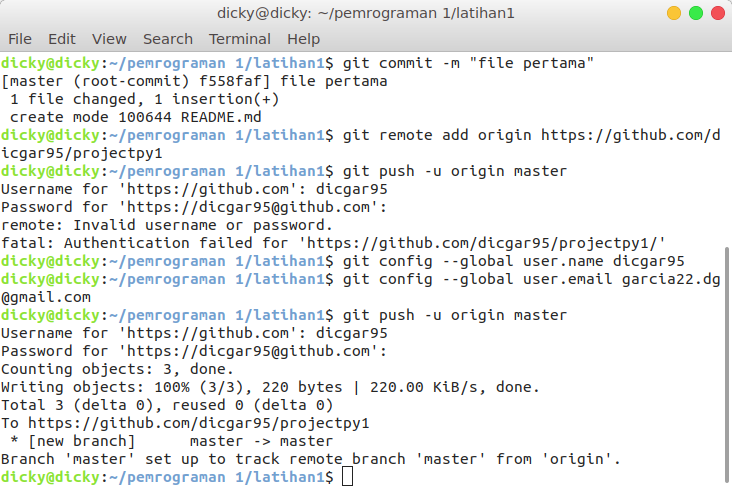 dicky@dicky: ~/pemrograman 1/latihan1
File Edit View Search Terminal Help
dicky@dicky:~/pemrograman 1/latihan1$ git commit -m "file pertama"
[master (root-commit) f558faf] file pertama
 1 file changed, 1 insertion(+)
 create mode 100644 README.md
dicky@dicky:~/pemrograman 1/latihan1$ git remote add origin https://github.com/d
icgar95/projectpy1
dicky@dicky:~/pemrograman 1/latihan1$ git push -u origin master
Username for 'https://github.com': dicgar95
Password for 'https://dicgar95@github.com':
remote: Invalid username or password.
fatal: Authentication failed for 'https://github.com/dicgar95/projectpy1/'
dicky@dicky:~/pemrograman 1/latihan1$ git config --global user.name dicgar95
dicky@dicky:~/pemrograman 1/latihan1$ git config --global user.email garcia22.dg
@gmail.com
dicky@dicky:~/pemrograman 1/latihan1$ git push -u origin master
Username for 'https://github.com': dicgar95
Password for 'https://dicgar95@github.com':
Counting objects: 3, done.
Writing objects: 100% (3/3), 220 bytes | 220.00 KiB/s, done.
Total 3 (delta 0), reused 0 (delta 0)
To https://github.com/dicgar95/projectpy1
 * [new branch]      master -> master
Branch 'master' set up to track remote branch 'master' from 'origin'.
dicky@dicky:~/pemrograman 1/latihan1$